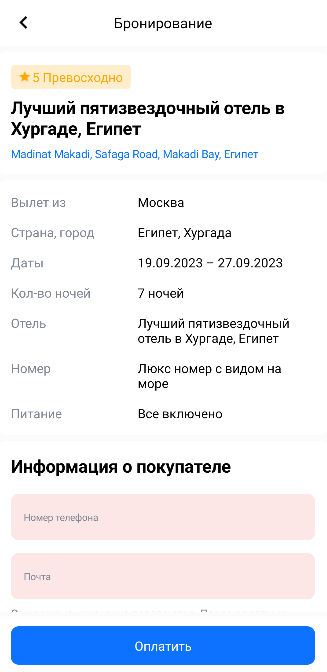 Бронирование
5 Превосходно
Лучший пятизвездочный отель в
Хургаде, Египет
Madinat Makadi, Safaga Road, Makadi Bay, Египет
Вылет из Москва
Страна, город Египет, Хургада
Даты 19.09.2023 – 27.09.2023
Кол-во ночей 7 ночей
Отель Лучший пятизвездочный
отель в Хургаде, Египет
Номер Люкс номер с видом на
море
Питание Все включено
Информация о покупателе
Номер телефона
Почта
Оплатить